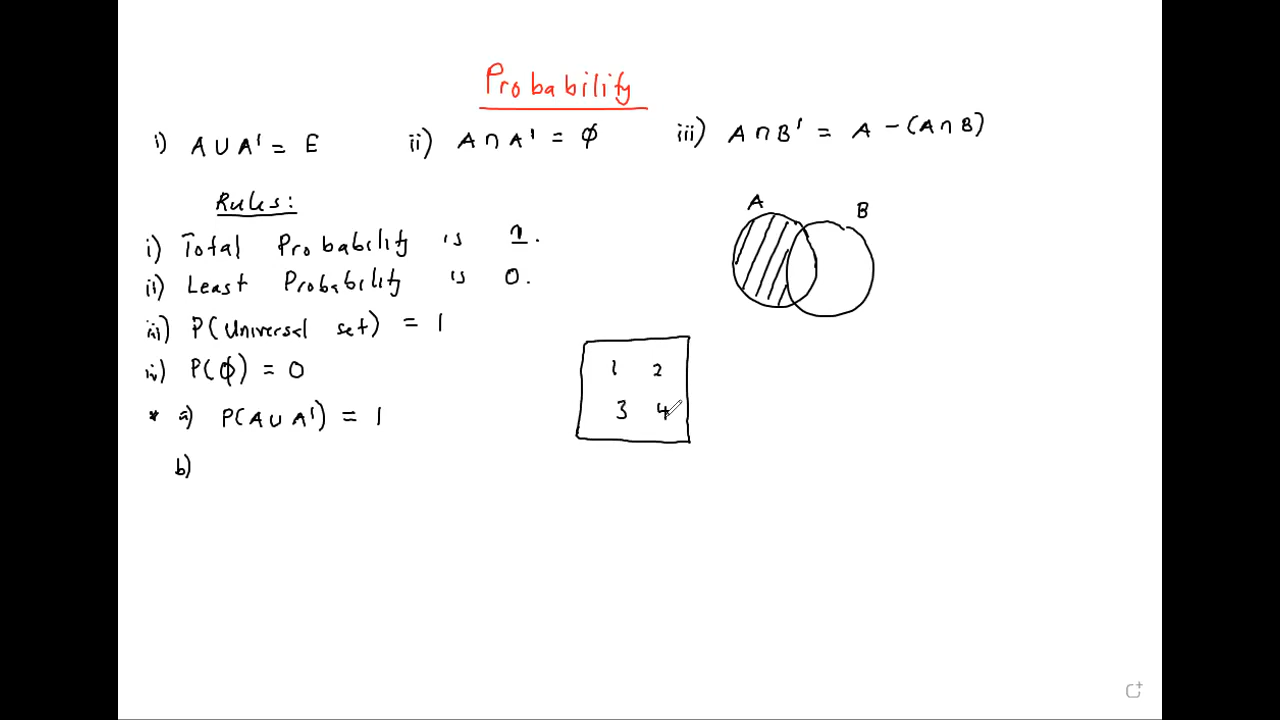 Probability
i) A ∪ A' = E ii) A ∩ A' = φ iii) A ∩ B' = A - (A ∩ B)
Rules:
i) Total Probability is 1.
ii) Least Probability is 0.
iii) P(Universal set) = 1
iv) P(φ) = 0
* a) P(A ∪ A') = 1
b)
A B
1 2
3 4